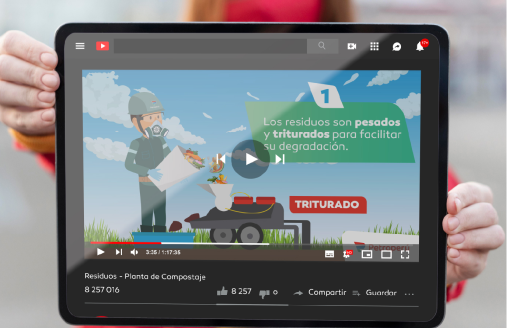 1
Los residuos son pesados
y triturados para facilitar
su degradación.
TRITURADO
3:35 / 1:17:35
Residuos - Planta de Compostaje
8 257 016
8 257
0
Compartir
Guardar
...